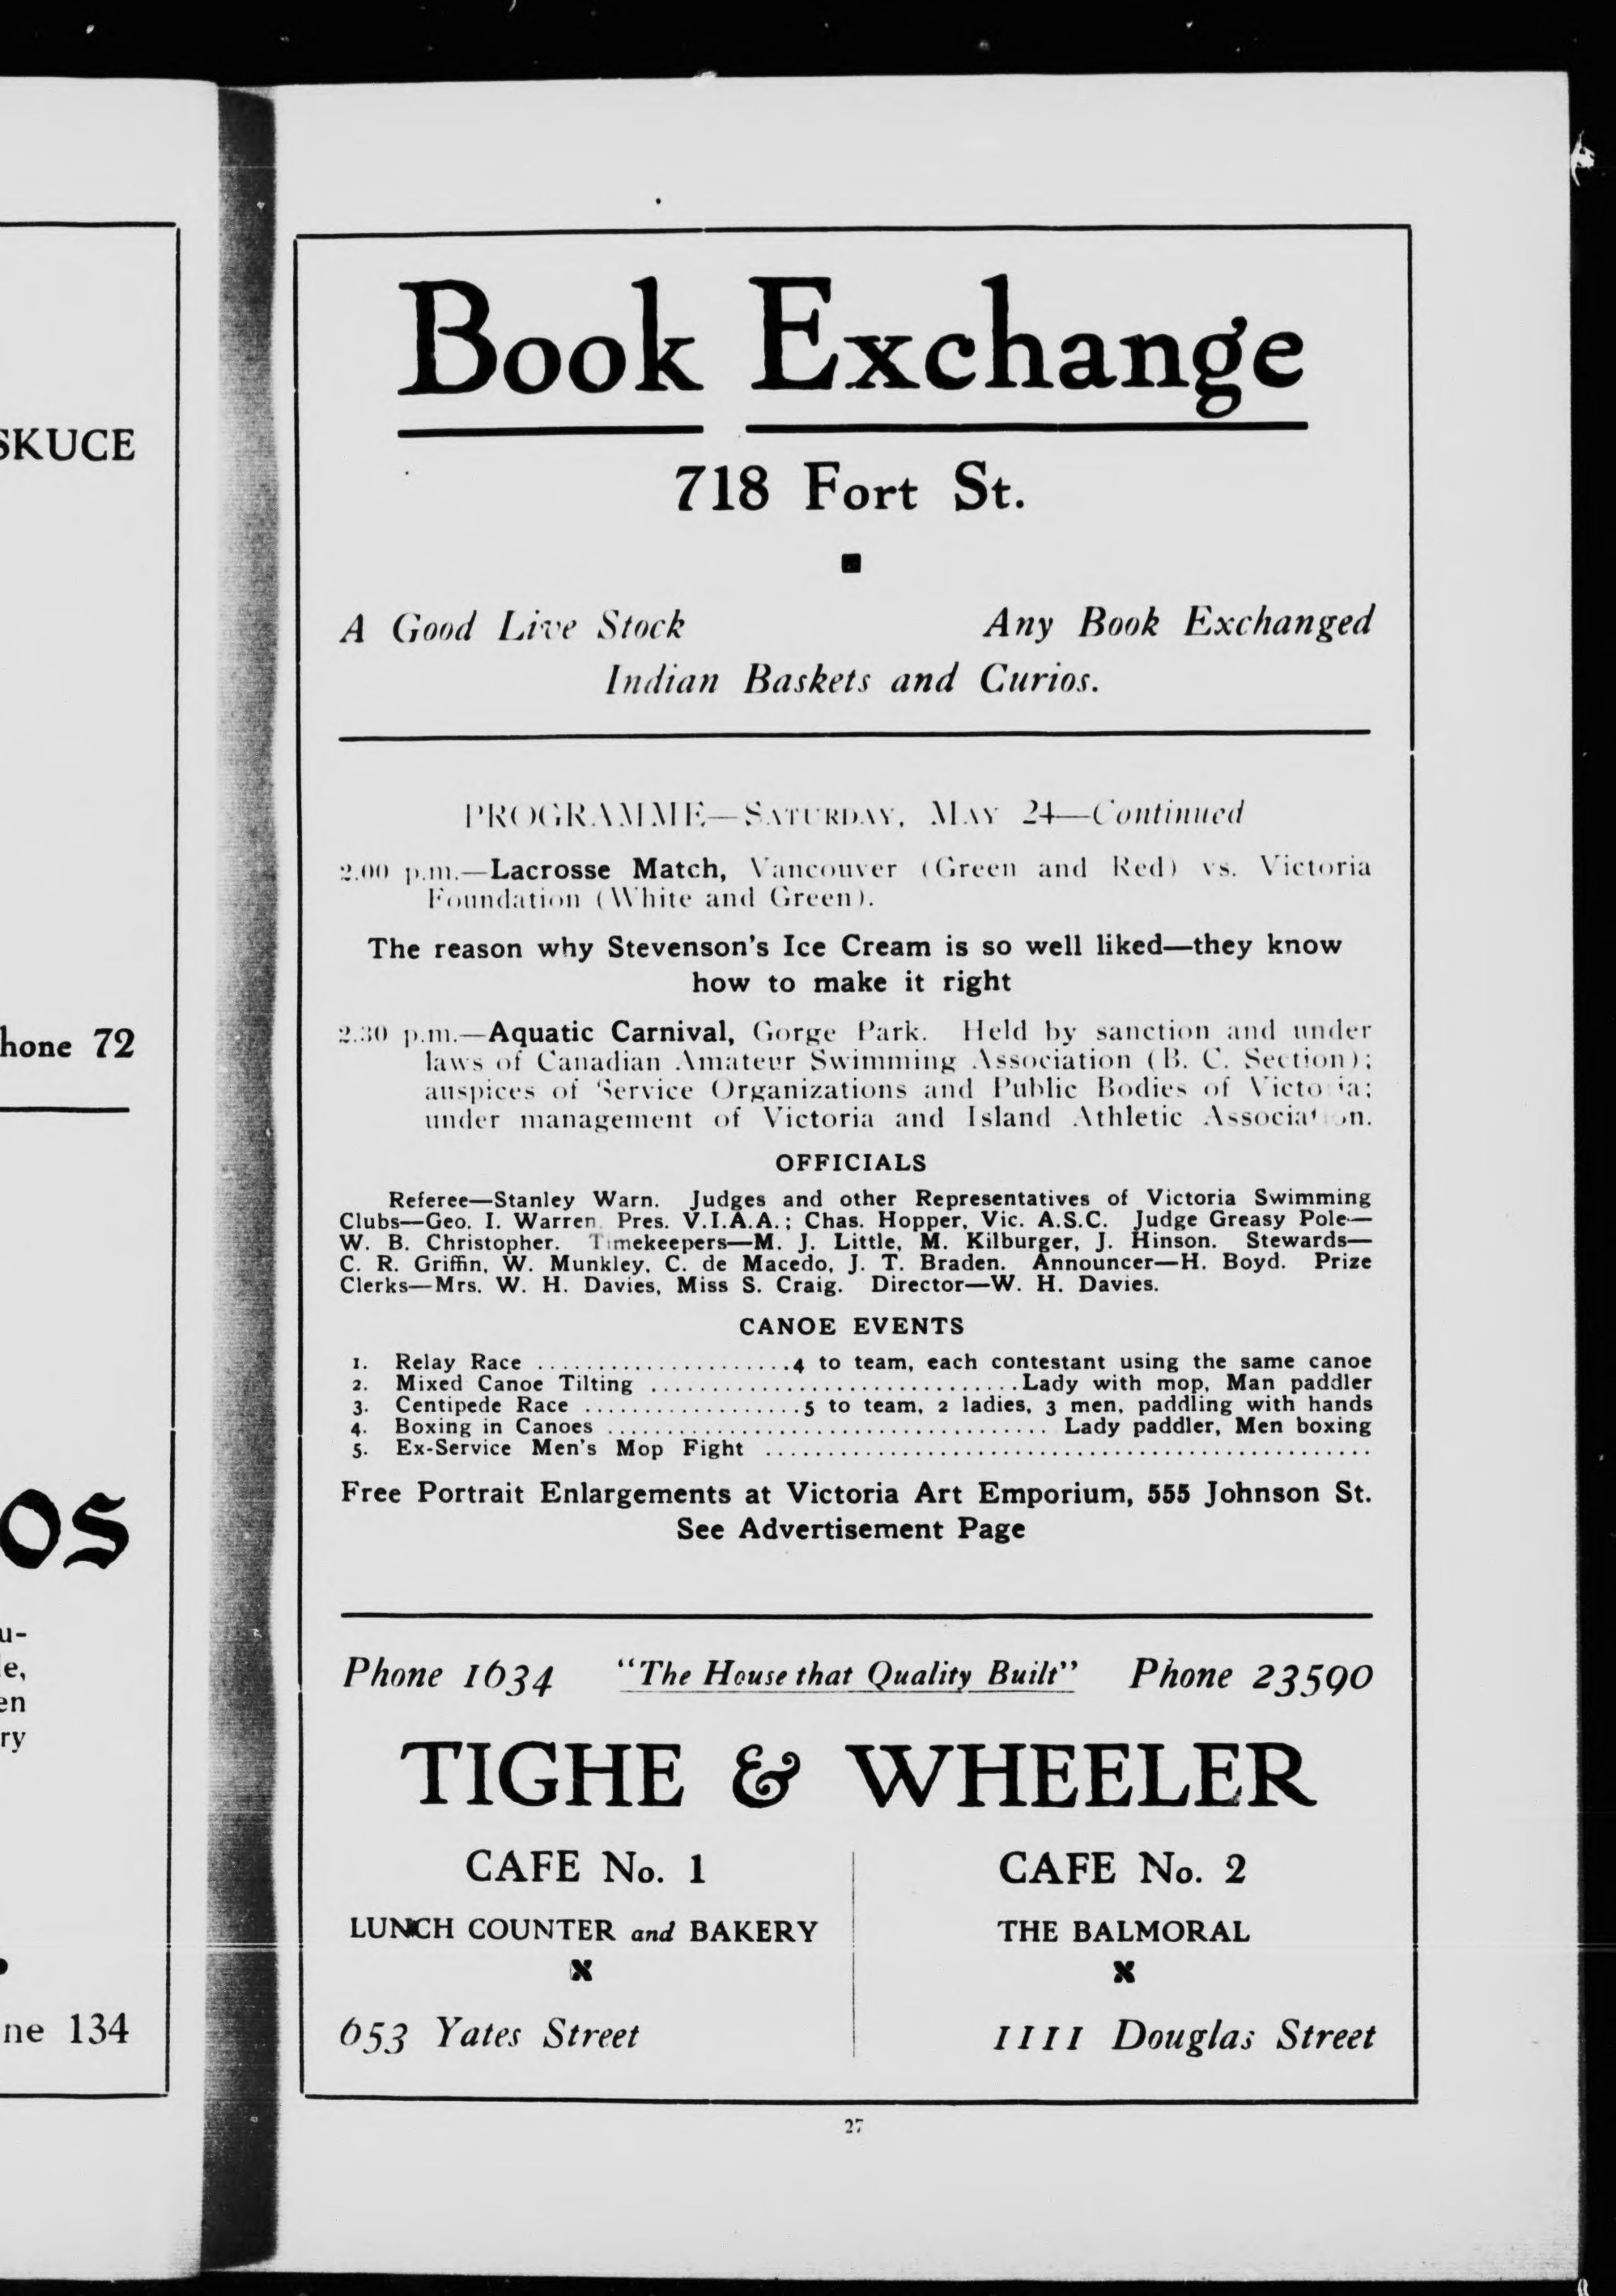 SKUCE
hone 72
os
u-
e,
en
ry
ne 134
Book Exchange
718 Fort St.
A Good Live Stock Any Book Exchanged
Indian Baskets and Curios.
PROGRAMME—SATURDAY, MAY 24—Continued
2.00 p.m.—Lacrosse Match, Vancouver (Green and Red) vs. Victoria
Foundation (White and Green).
The reason why Stevenson's Ice Cream is so well liked—they know
how to make it right
2.30 p.m.—Aquatic Carnival, Gorge Park. Held by sanction and under
laws of Canadian Amateur Swimming Association (B. C. Section);
auspices of Service Organizations and Public Bodies of Victoria;
under management of Victoria and Island Athletic Association.
OFFICIALS
Referee—Stanley Warn. Judges and other Representatives of Victoria Swimming
Clubs—Geo. I. Warren, Pres. V.I.A.A.; Chas. Hopper, Vic. A.S.C. Judge Greasy Pole—
W. B. Christopher. Timekeepers—M. J. Little, M. Kilburger, J. Hinson. Stewards—
C. R. Griffin, W. Munkley, C. de Macedo, J. T. Braden. Announcer—H. Boyd. Prize
Clerks—Mrs. W. H. Davies, Miss S. Craig. Director—W. H. Davies.
CANOE EVENTS
1. Relay Race .....................4 to team, each contestant using the same canoe
2. Mixed Canoe Tilting ..............................Lady with mop, Man paddler
3. Centipede Race ..................5 to team, 2 ladies, 3 men, paddling with hands
4. Boxing in Canoes .................................... Lady paddler, Men boxing
5. Ex-Service Men's Mop Fight ..................................................
Free Portrait Enlargements at Victoria Art Emporium, 555 Johnson St.
See Advertisement Page
Phone 1634 "The House that Quality Built" Phone 23590
TIGHE & WHEELER
CAFE No. 1
LUNCH COUNTER and BAKERY
653 Yates Street
CAFE No. 2
THE BALMORAL
1111 Douglas Street
27